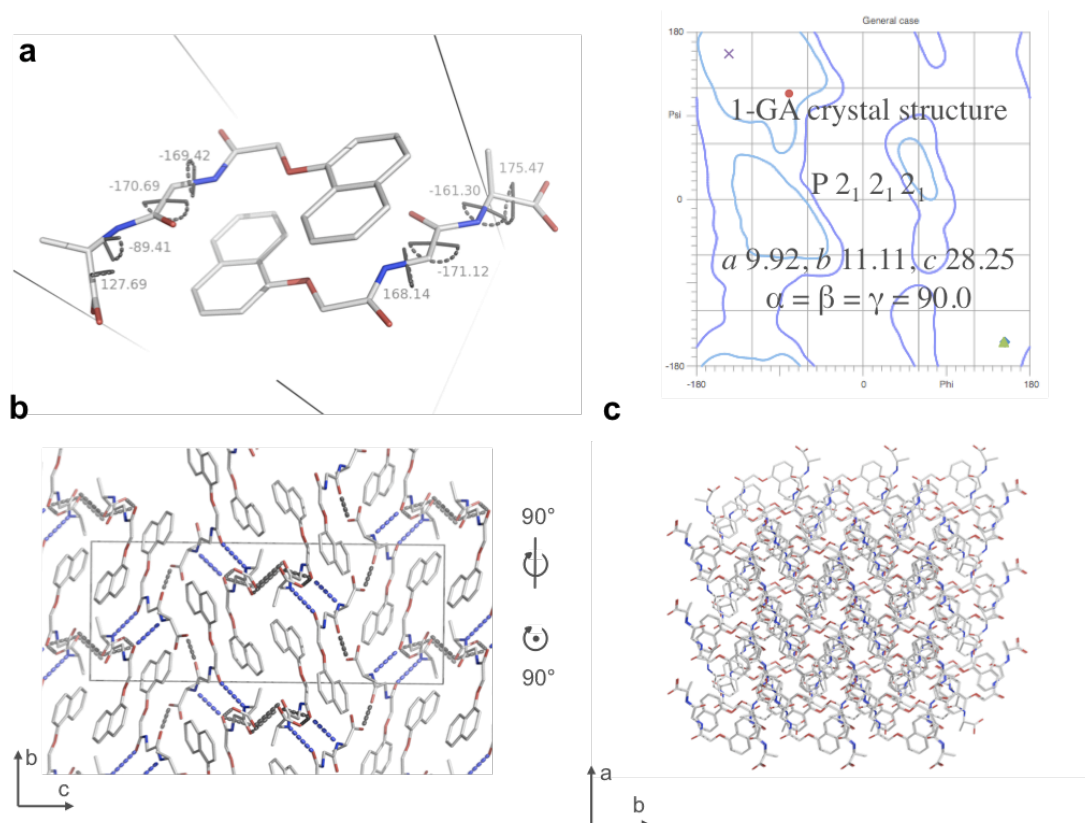 a
-169.42
-170.69
-89.41
127.69
175.47
-161.30
-171.12
168.14
General case
180
Psi
0
-180
-180
0
Phi
180
1-GA crystal structure
P 2₁ 2₁ 2₁
a 9.92, b 11.11, c 28.25
α = β = γ = 90.0
b
90°
90°
b
c
c
a
b